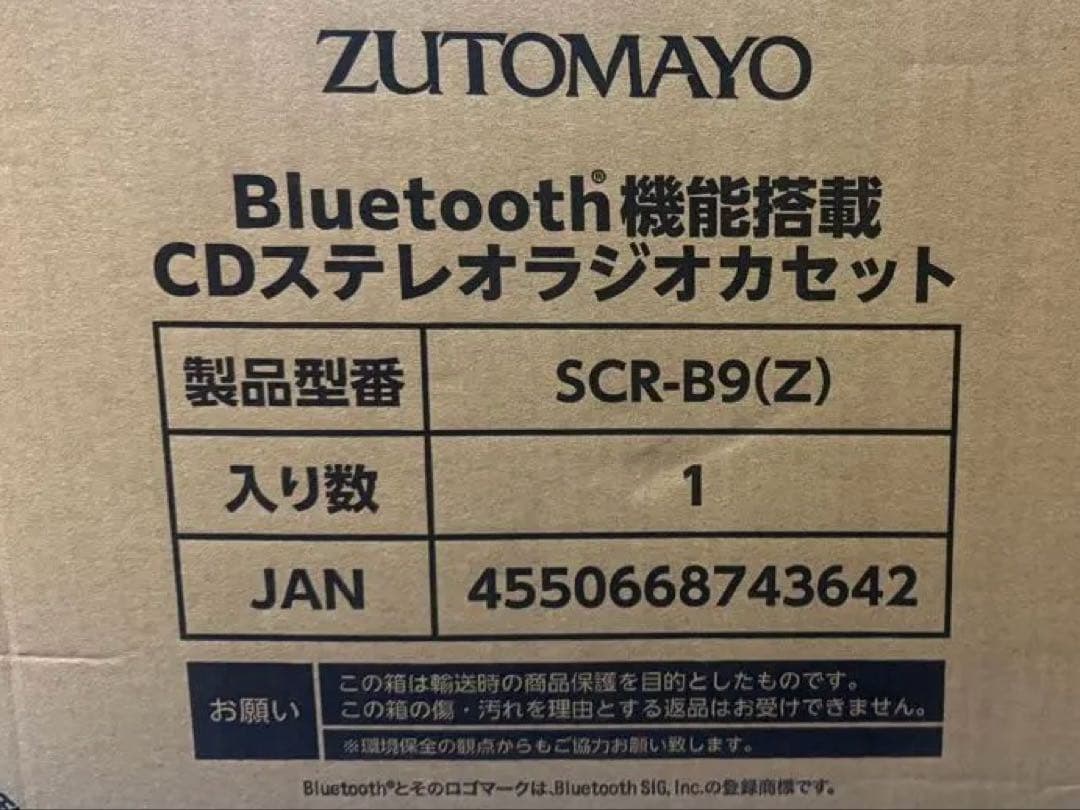 ZUTOMAYO
Bluetooth®機能搭載
CDステレオラジオカセット
製品型番 SCR-B9(Z)
入り数 1
JAN 4550668743642
お願い
この箱は輸送時の商品保護を目的としたものです。
この箱の傷・汚れを理由とする返品はお受けできません。
※環境保全の観点からもご協力お願い致します。
Bluetooth®とそのロゴマークは、Bluetooth SIG, Inc.の登録商標です。